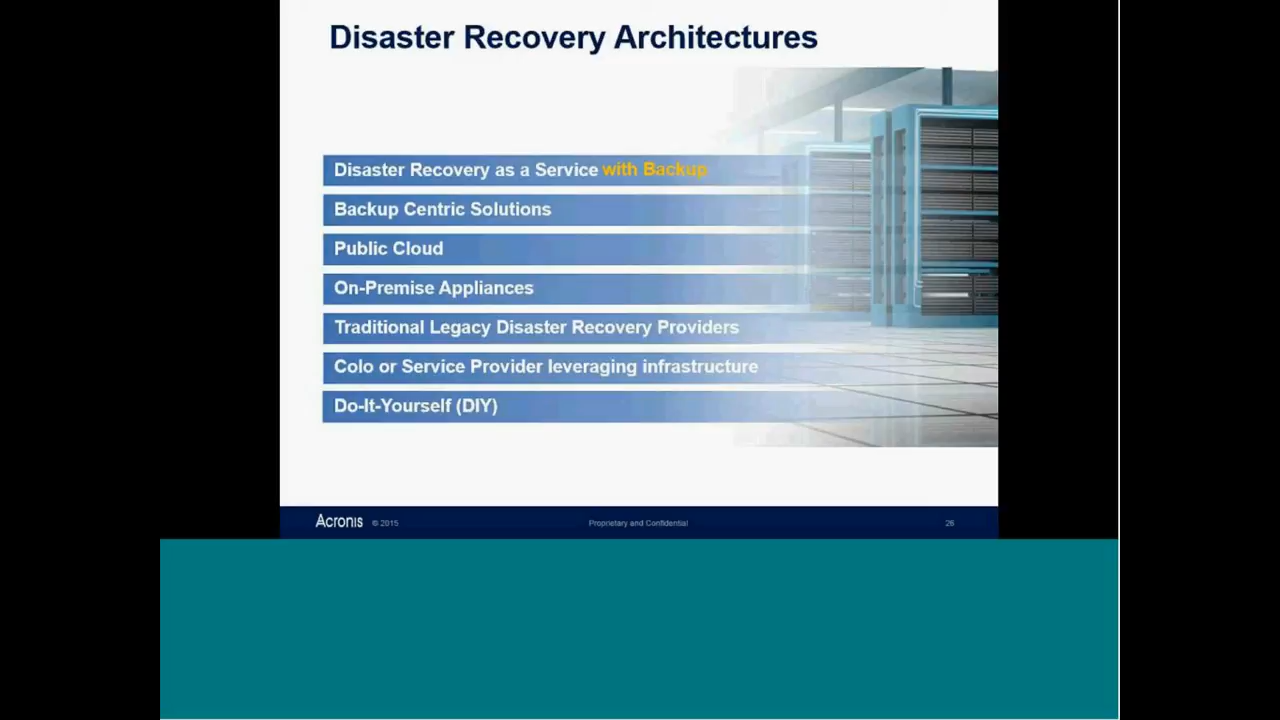 Disaster Recovery Architectures
Disaster Recovery as a Service with Backup
Backup Centric Solutions
Public Cloud
On-Premise Appliances
Traditional Legacy Disaster Recovery Providers
Colo or Service Provider leveraging infrastructure
Do-It-Yourself (DIY)
Acronis © 2015 Proprietary and Confidential 26